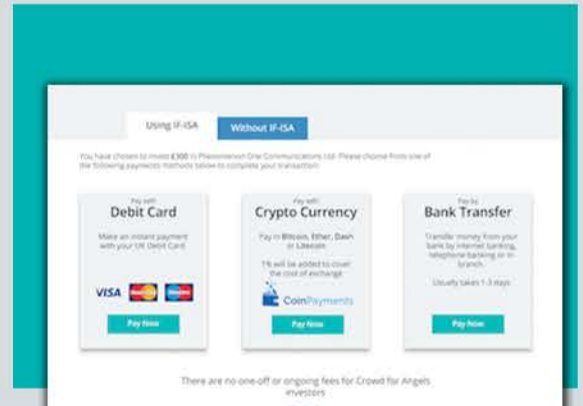 Using IF-ISA
Without IF-ISA
You have chosen to invest £300 in Phenomenon One Communications Ltd. Please choose from one of
the following payments methods below to complete your transaction:
Pay with
Debit Card
Make an instant payment
with your UK Debit Card
VISA MasterCard Maestro
Pay Now
Pay with
Crypto Currency
Pay in Bitcoin, Ether, Dash
or Litecoin
1% will be added to cover
the cost of exchange
CoinPayments
Pay Now
Pay by
Bank Transfer
Transfer money from your
bank by internet banking,
telephone banking or in
branch.
Usually takes 1-3 days
Pay Now
There are no one-off or ongoing fees for Crowd for Angels
investors